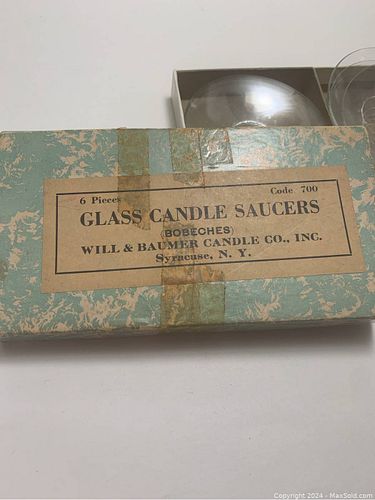 6 Pieces Code 700
GLASS CANDLE SAUCERS
(BOBECHES)
WILL & BAUMER CANDLE CO., INC.
Syracuse, N. Y.
Copyright 2024 - MaxSold.com